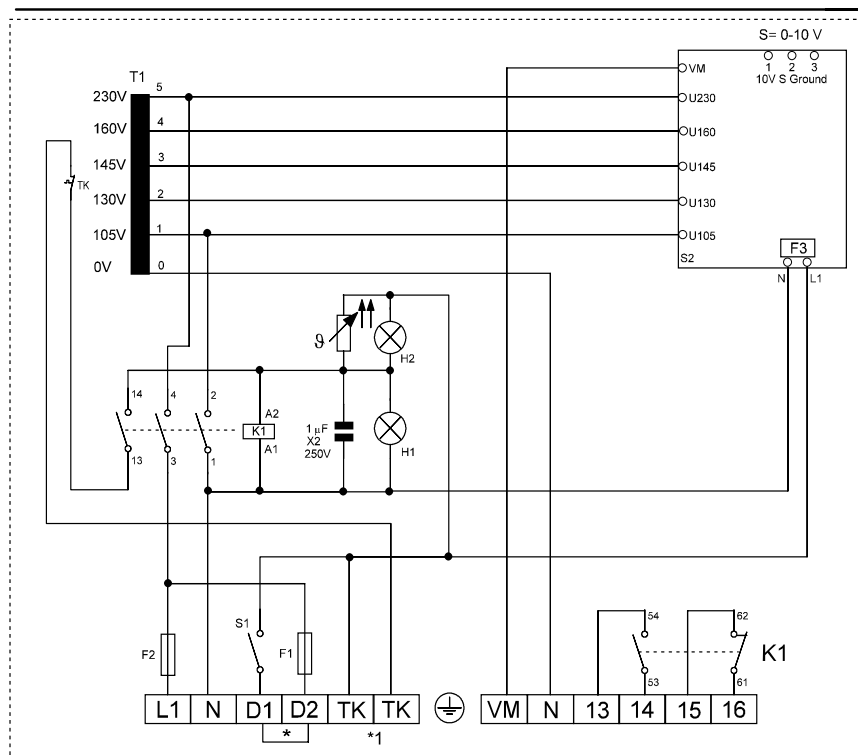 S= 0-10 V
1 2 3
10V S Ground
VM
T1
230V 5 U230
160V 4 U160
145V 3 U145
TK
130V 2 U130
105V 1 U105
0V 0
F3
S2
N L1
ϑ
H2
14 4 2
A2
K1
A1
1 µF
X2
250V
H1
13 3 1
S1
F2
F1
54 62
K1
53 61
L1 N D1 D2 TK TK VM N 13 14 15 16
* *1